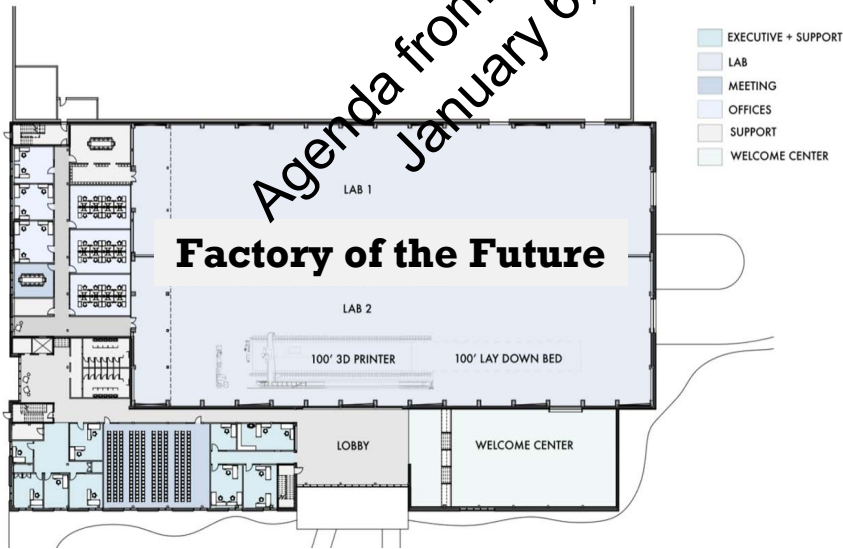 Agenda from
January 6,
EXECUTIVE + SUPPORT
LAB
MEETING
OFFICES
SUPPORT
WELCOME CENTER
LAB 1
Factory of the Future
LAB 2
100' 3D PRINTER
100' LAY DOWN BED
LOBBY
WELCOME CENTER